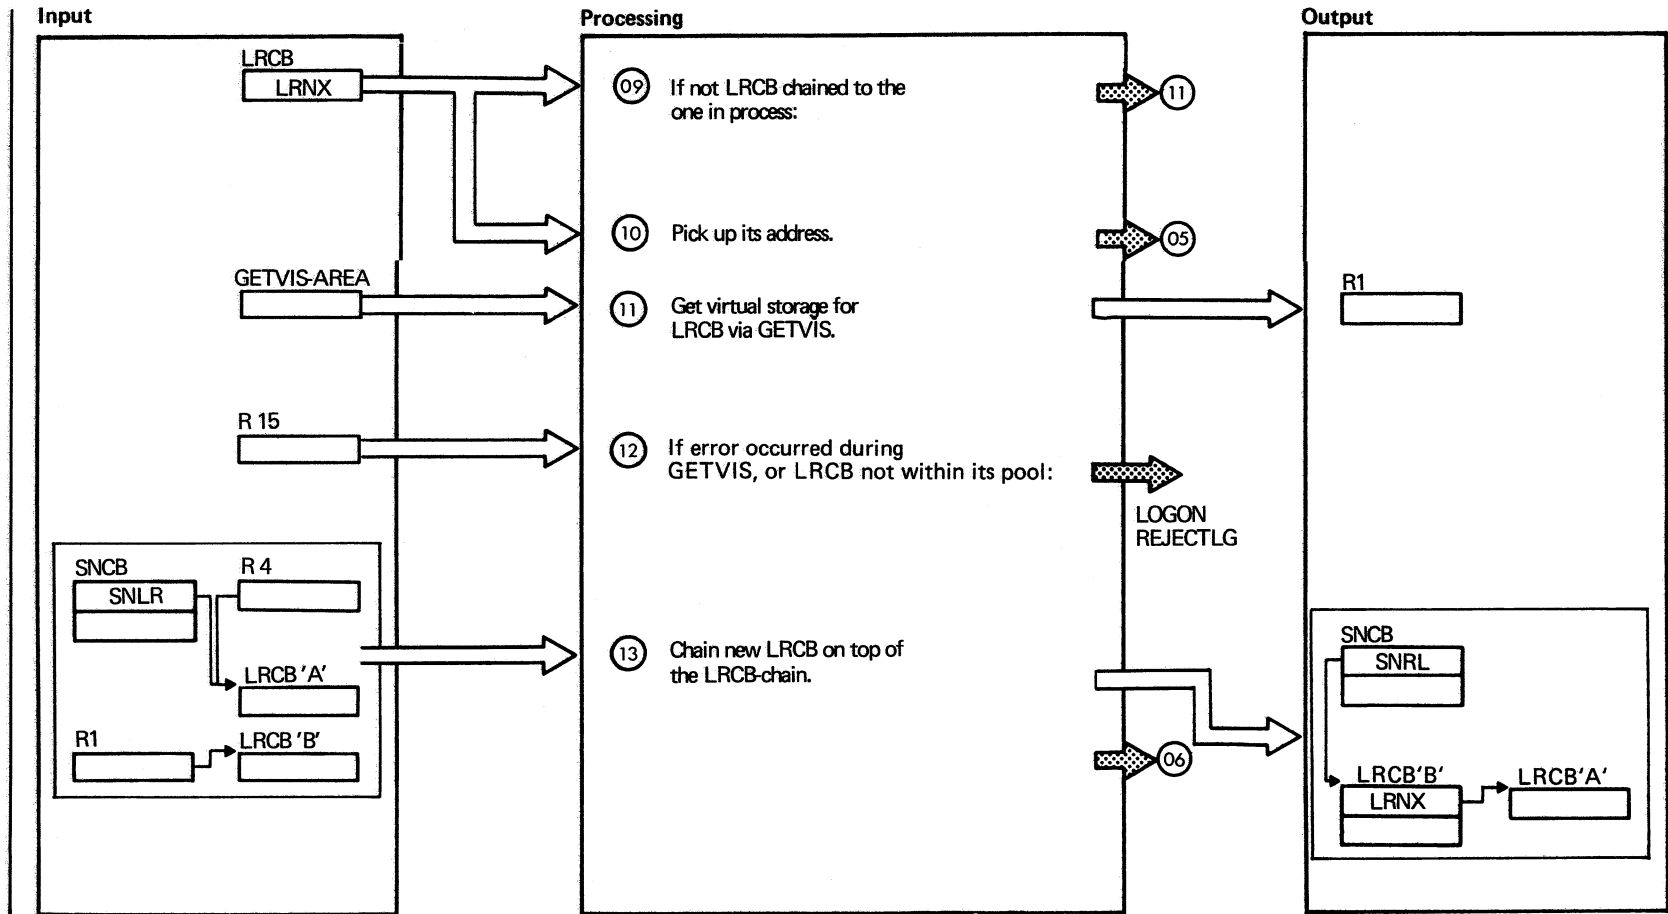 Input
Processing
Output
LRCB
LRNX
09
If not LRCB chained to the
one in process:
11
10
Pick up its address.
05
GETVIS-AREA
11
Get virtual storage for
LRCB via GETVIS.
R1
R 15
12
If error occurred during
GETVIS, or LRCB not within its pool:
LOGON
REJECTLG
SNCB
R 4
SNLR
LRCB 'A'
R1
LRCB 'B'
13
Chain new LRCB on top of
the LRCB-chain.
06
SNCB
SNRL
LRCB'B'
LRCB'A'
LRNX